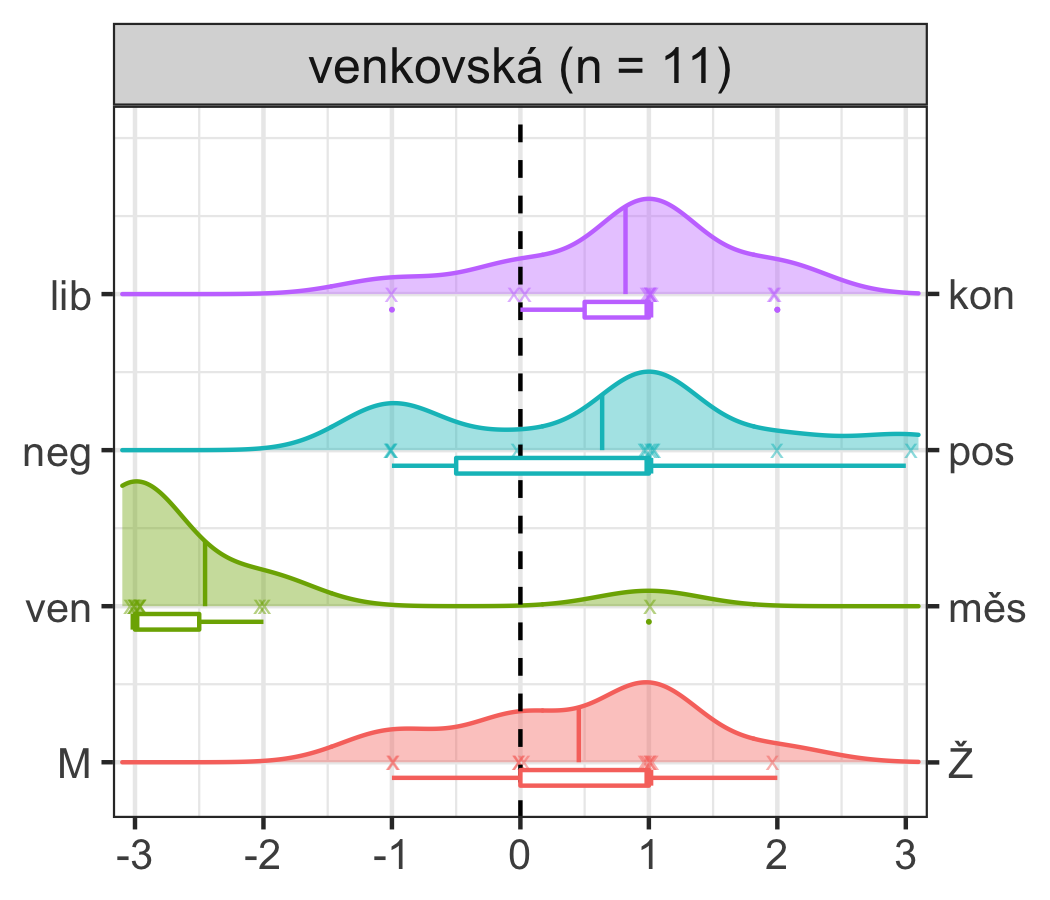 venkovská (n = 11)
lib kon
neg pos
ven měs
M Ž
-3 -2 -1 0 1 2 3